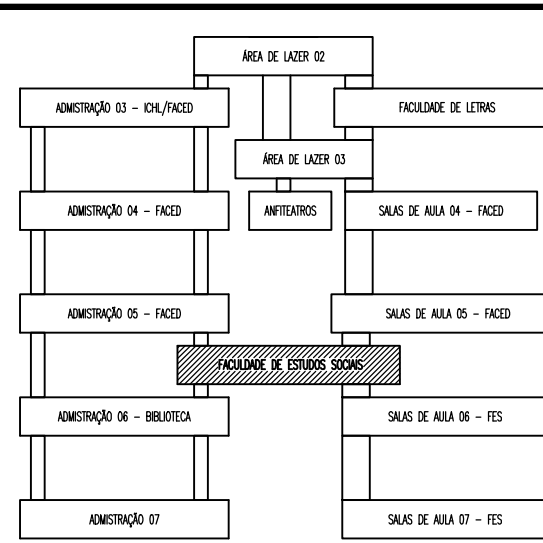 ÁREA DE LAZER 02
ADMISTRAÇÃO 03 - ICHL/FACED
FACULDADE DE LETRAS
ÁREA DE LAZER 03
ADMISTRAÇÃO 04 - FACED
ANFITEATROS
SALAS DE AULA 04 - FACED
ADMISTRAÇÃO 05 - FACED
SALAS DE AULA 05 - FACED
FACULDADE DE ESTUDOS SOCIAIS
ADMISTRAÇÃO 06 - BIBLIOTECA
SALAS DE AULA 06 - FES
ADMISTRAÇÃO 07
SALAS DE AULA 07 - FES